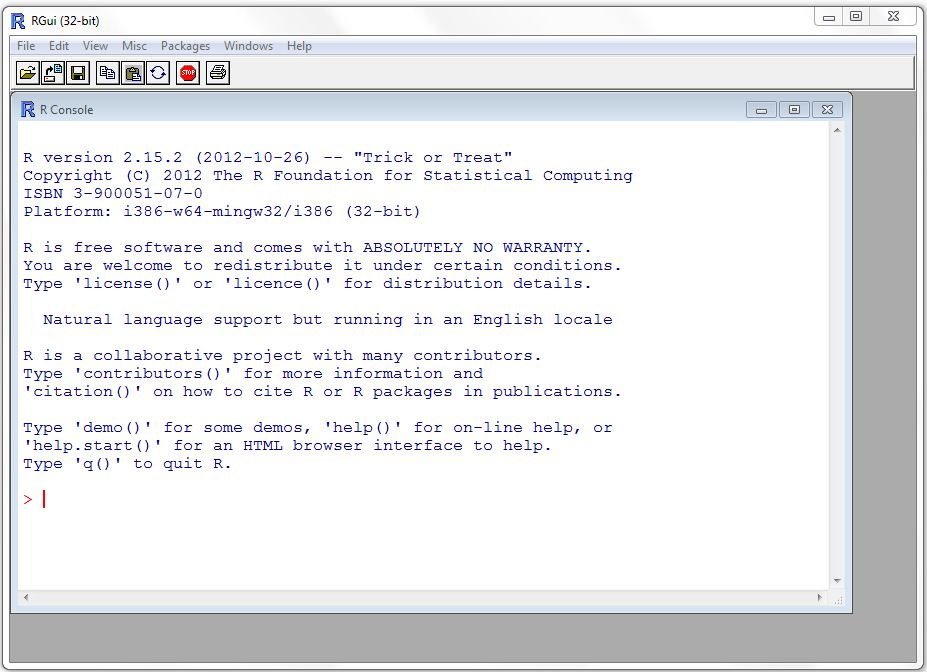 RGui (32-bit)
File Edit View Misc Packages Windows Help
STOP
R Console
R version 2.15.2 (2012-10-26) -- "Trick or Treat"
Copyright (C) 2012 The R Foundation for Statistical Computing
ISBN 3-900051-07-0
Platform: i386-w64-mingw32/i386 (32-bit)
R is free software and comes with ABSOLUTELY NO WARRANTY.
You are welcome to redistribute it under certain conditions.
Type 'license()' or 'licence()' for distribution details.
Natural language support but running in an English locale
R is a collaborative project with many contributors.
Type 'contributors()' for more information and
'citation()' on how to cite R or R packages in publications.
Type 'demo()' for some demos, 'help()' for on-line help, or
'help.start()' for an HTML browser interface to help.
Type 'q()' to quit R.
>